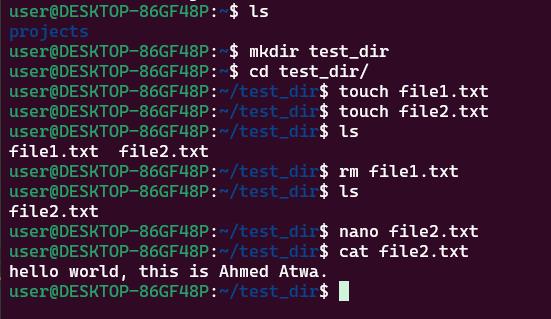 user@DESKTOP-86GF48P:~$ ls
projects
user@DESKTOP-86GF48P:~$ mkdir test_dir
user@DESKTOP-86GF48P:~$ cd test_dir/
user@DESKTOP-86GF48P:~/test_dir$ touch file1.txt
user@DESKTOP-86GF48P:~/test_dir$ touch file2.txt
user@DESKTOP-86GF48P:~/test_dir$ ls
file1.txt  file2.txt
user@DESKTOP-86GF48P:~/test_dir$ rm file1.txt
user@DESKTOP-86GF48P:~/test_dir$ ls
file2.txt
user@DESKTOP-86GF48P:~/test_dir$ nano file2.txt
user@DESKTOP-86GF48P:~/test_dir$ cat file2.txt
hello world, this is Ahmed Atwa.
user@DESKTOP-86GF48P:~/test_dir$